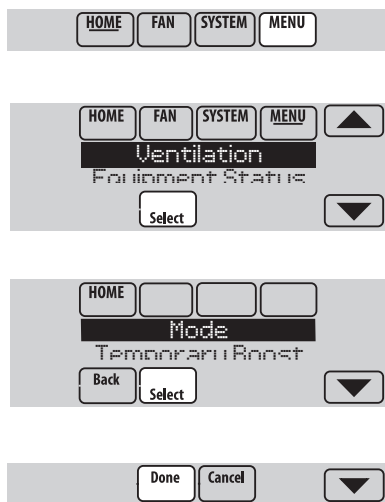 HOME FAN SYSTEM MENU
HOME FAN SYSTEM MENU
Ventilation
Equipment Status
Select
HOME
Mode
Temporary Boost
Back Select
Done Cancel